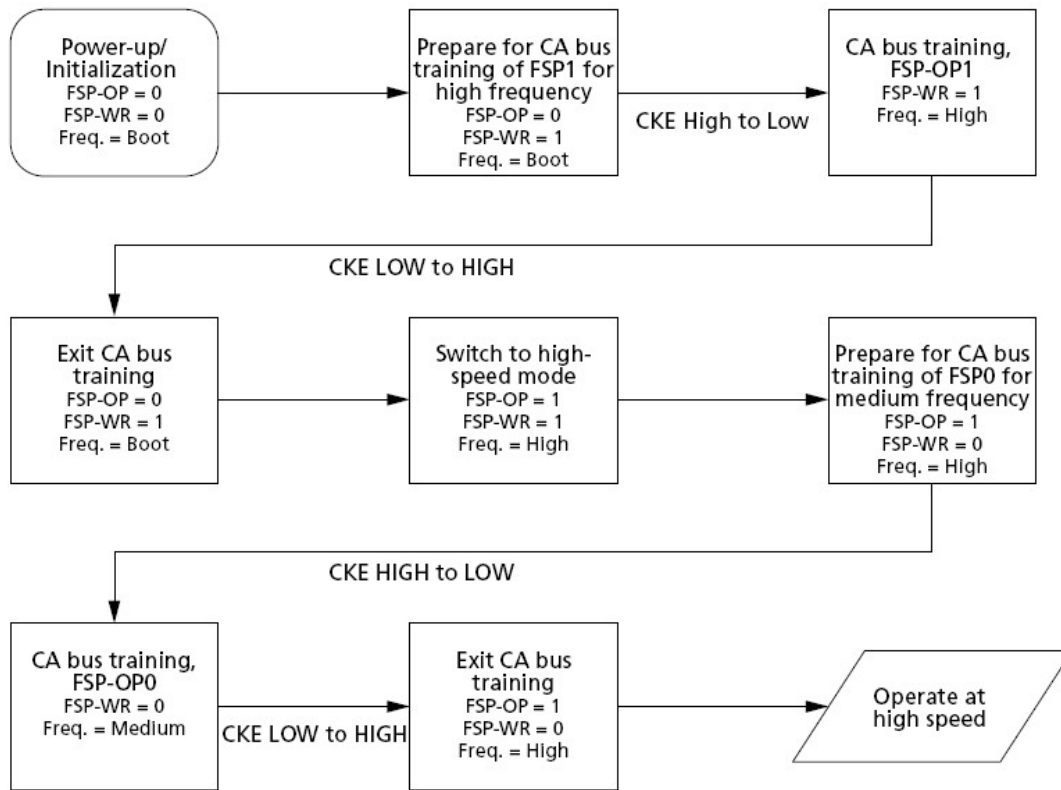 Power-up/
Initialization
FSP-OP = 0
FSP-WR = 0
Freq. = Boot
Prepare for CA bus
training of FSP1 for
high frequency
FSP-OP = 0
FSP-WR = 1
Freq. = Boot
CKE High to Low
CA bus training,
FSP-OP1
FSP-WR = 1
Freq. = High
CKE LOW to HIGH
Exit CA bus
training
FSP-OP = 0
FSP-WR = 1
Freq. = Boot
Switch to high-
speed mode
FSP-OP = 1
FSP-WR = 1
Freq. = High
Prepare for CA bus
training of FSP0 for
medium frequency
FSP-OP = 1
FSP-WR = 0
Freq. = High
CKE HIGH to LOW
CA bus training,
FSP-OP0
FSP-WR = 0
Freq. = Medium
CKE LOW to HIGH
Exit CA bus
training
FSP-OP = 1
FSP-WR = 0
Freq. = High
Operate at
high speed